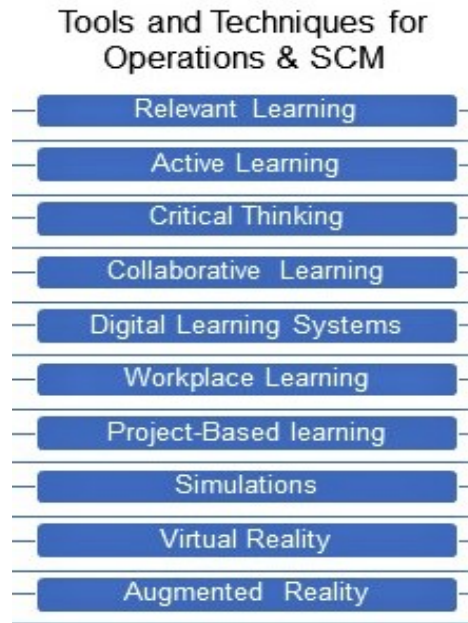 Tools and Techniques for
Operations & SCM
Relevant Learning
Active Learning
Critical Thinking
Collaborative Learning
Digital Learning Systems
Workplace Learning
Project-Based learning
Simulations
Virtual Reality
Augmented Reality